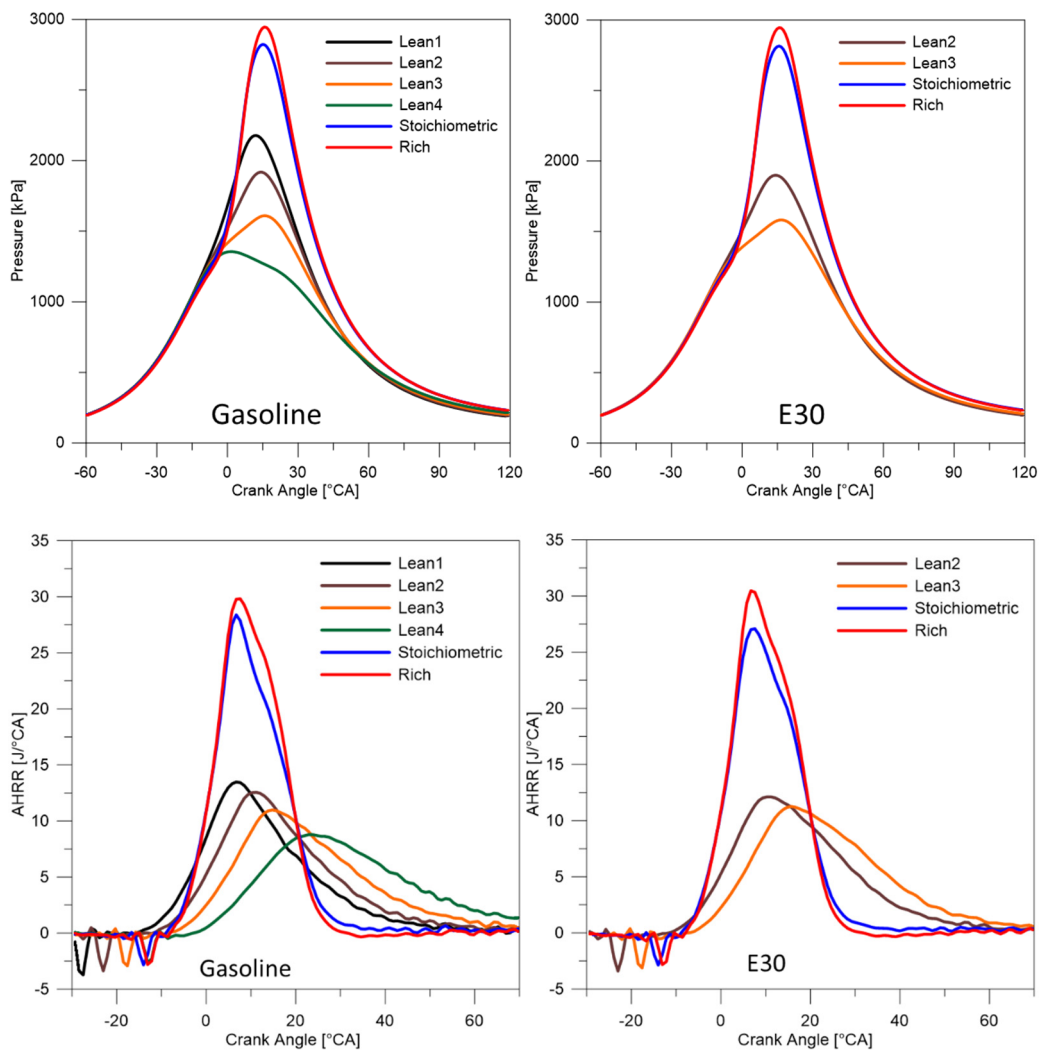 3000
2000
1000
0
Pressure [kPa]
Lean1
Lean2
Lean3
Lean4
Stoichiometric
Rich
Gasoline
-60
-30
0
30
60
90
120
Crank Angle [°CA]
3000
2000
1000
0
Pressure [kPa]
Lean2
Lean3
Stoichiometric
Rich
E30
-60
-30
0
30
60
90
120
Crank Angle [°CA]
35
30
25
20
15
10
5
0
-5
AHRR [J/°CA]
Lean1
Lean2
Lean3
Lean4
Stoichiometric
Rich
Gasoline
0
20
40
60
Crank Angle [°CA]
35
30
25
20
15
10
5
0
-5
AHRR [J/°CA]
Lean2
Lean3
Stoichiometric
Rich
E30
-20
0
20
40
60
Crank Angle [°CA]